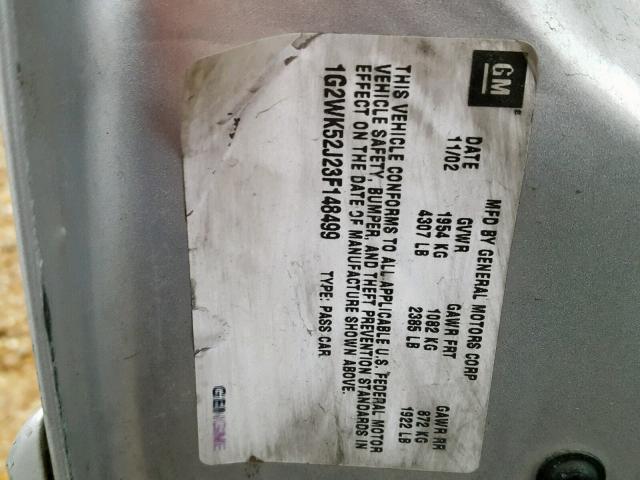 GM
MFD BY GENERAL MOTORS CORP
DATE GVWR GAWR FRT GAWR RR
11/02 1954 KG 1082 KG 872 KG
4307 LB 2385 LB 1922 LB
THIS VEHICLE CONFORMS TO ALL APPLICABLE U.S. FEDERAL MOTOR
VEHICLE SAFETY, BUMPER, AND THEFT PREVENTION STANDARDS IN
EFFECT ON THE DATE OF MANUFACTURE SHOWN ABOVE.
1G2WK52J23F148499 TYPE: PASS CAR